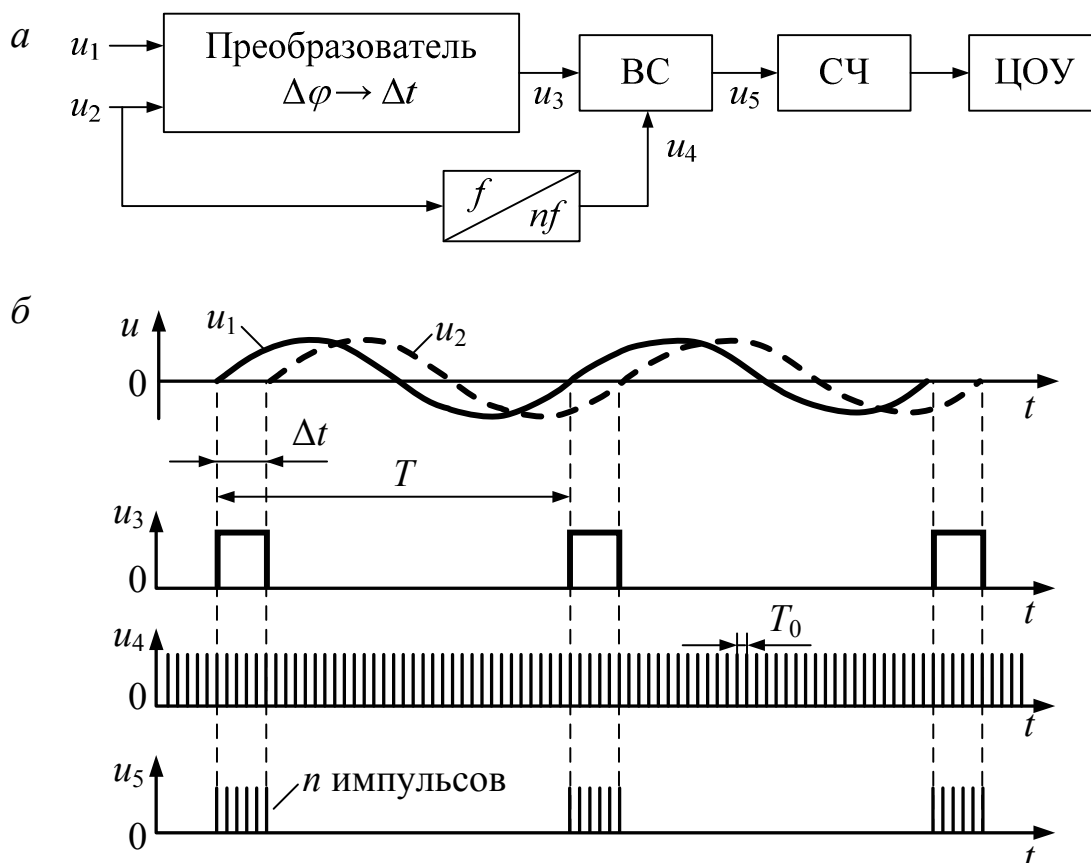 а
u1
u2
Преобразователь
Δφ → Δt
u3
ВС
u5
СЧ
ЦОУ
u4
f
nf
б
u
u1
u2
0
t
Δt
T
u3
0
t
u4
T0
0
t
u5
n импульсов
0
t